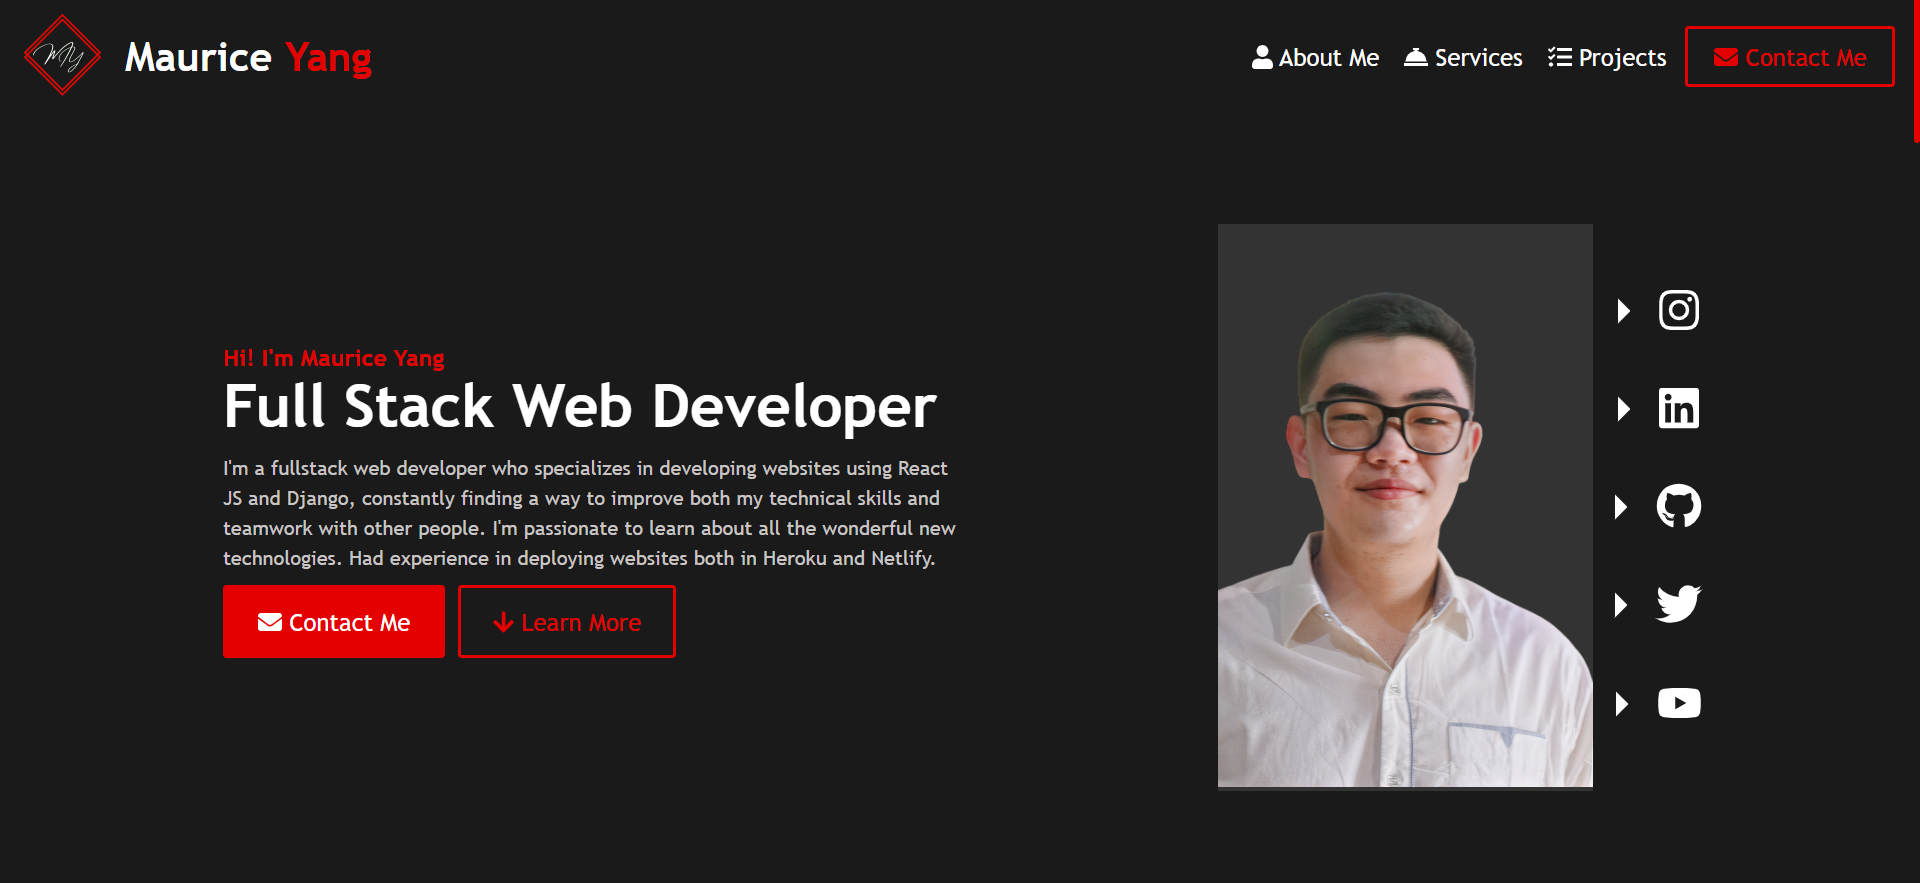 MY
Maurice Yang
About Me
Services
Projects
Contact Me
Hi! I'm Maurice Yang
Full Stack Web Developer
I'm a fullstack web developer who specializes in developing websites using React
JS and Django, constantly finding a way to improve both my technical skills and
teamwork with other people. I'm passionate to learn about all the wonderful new
technologies. Had experience in deploying websites both in Heroku and Netlify.
Contact Me
Learn More
in